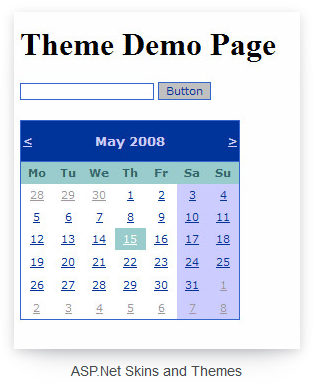 Theme Demo Page
Button
< May 2008 >
Mo Tu We Th Fr Sa Su
28 29 30 1 2 3 4
5 6 7 8 9 10 11
12 13 14 15 16 17 18
19 20 21 22 23 24 25
26 27 28 29 30 31 1
2 3 4 5 6 7 8
ASP.Net Skins and Themes